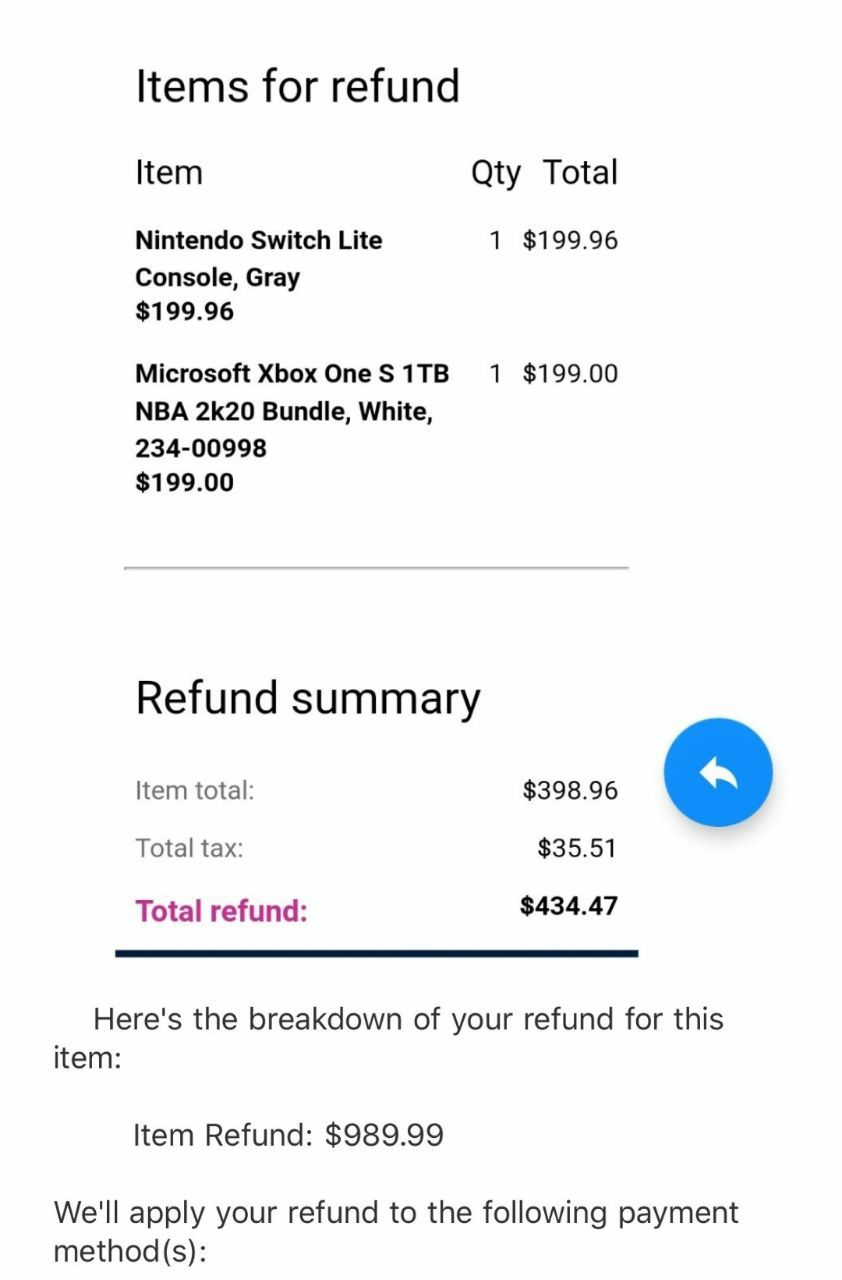 Items for refund
Item Qty Total
Nintendo Switch Lite 1 $199.96
Console, Gray
$199.96
Microsoft Xbox One S 1TB 1 $199.00
NBA 2k20 Bundle, White,
234-00998
$199.00
Refund summary
Item total: $398.96
Total tax: $35.51
Total refund: $434.47
Here's the breakdown of your refund for this
item:
Item Refund: $989.99
We'll apply your refund to the following payment
method(s):